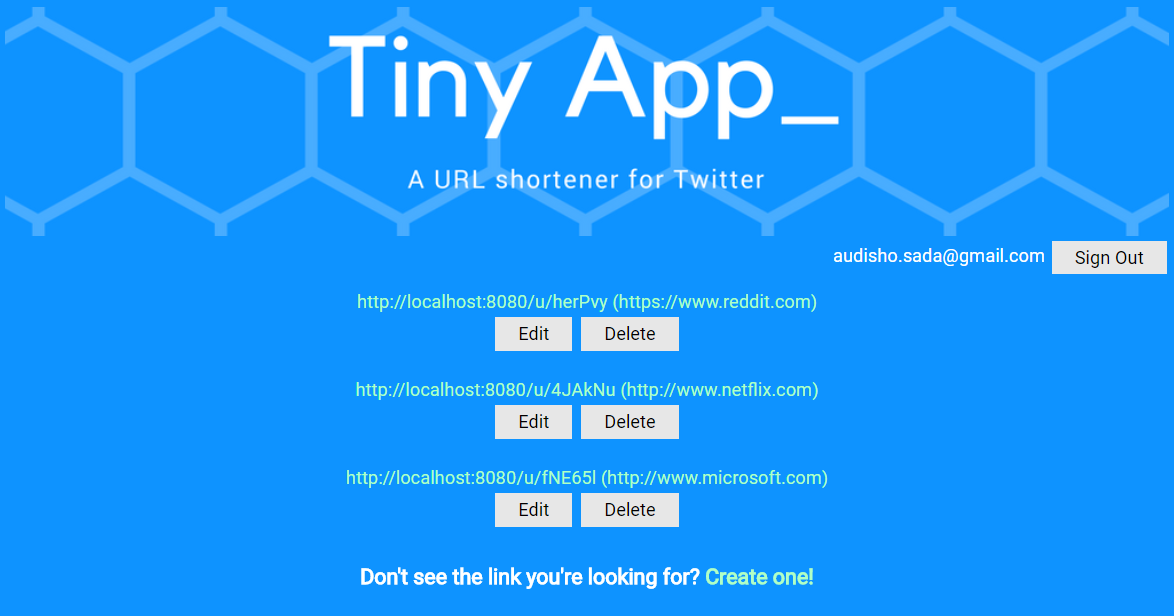 Tiny App_
A URL shortener for Twitter
audisho.sada@gmail.com Sign Out
http://localhost:8080/u/herPvy (https://www.reddit.com)
Edit Delete
http://localhost:8080/u/4JAkNu (http://www.netflix.com)
Edit Delete
http://localhost:8080/u/fNE65l (http://www.microsoft.com)
Edit Delete
Don't see the link you're looking for? Create one!